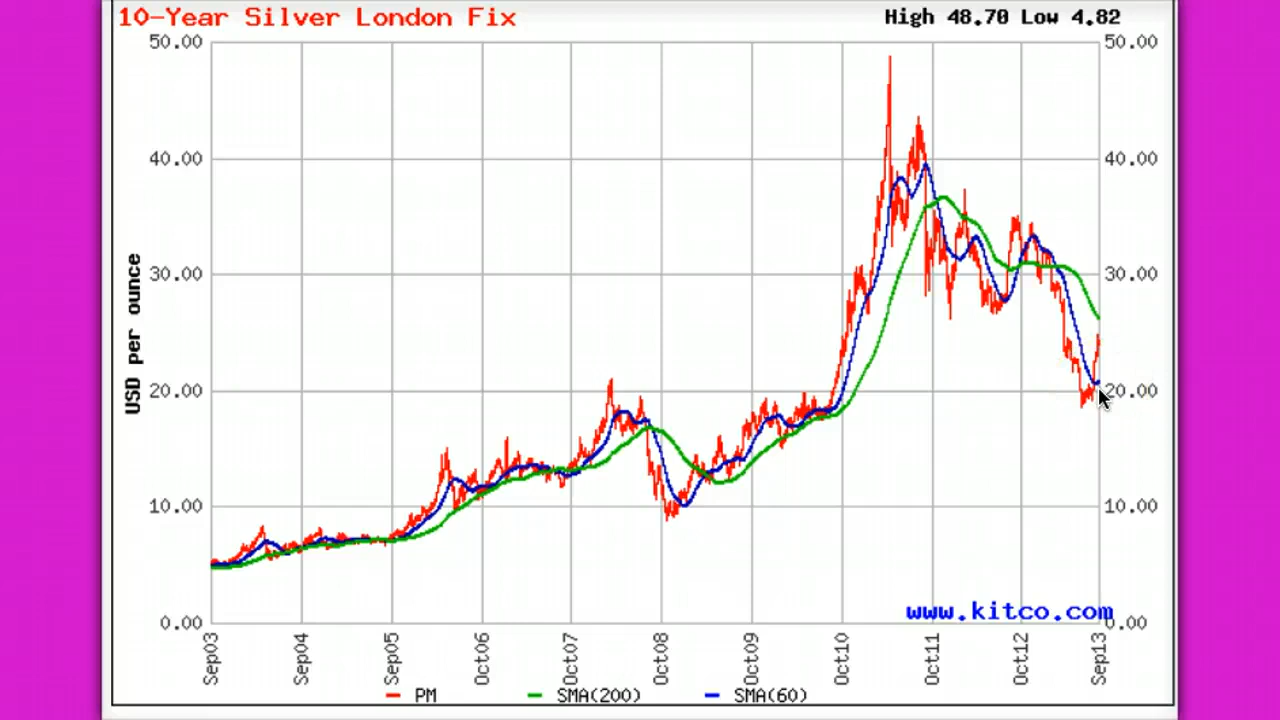 10-Year Silver London Fix
High 48.70 Low 4.82
50.00
50.00
40.00
40.00
30.00
30.00
USD per ounce
20.00
20.00
10.00
10.00
www.kitco.com
0.00
0.00
Sep03
Sep04
Sep05
Oct06
Oct07
Oct08
Oct09
Oct10
Oct11
Oct12
Sep13
PM
SMA(200)
SMA(60)